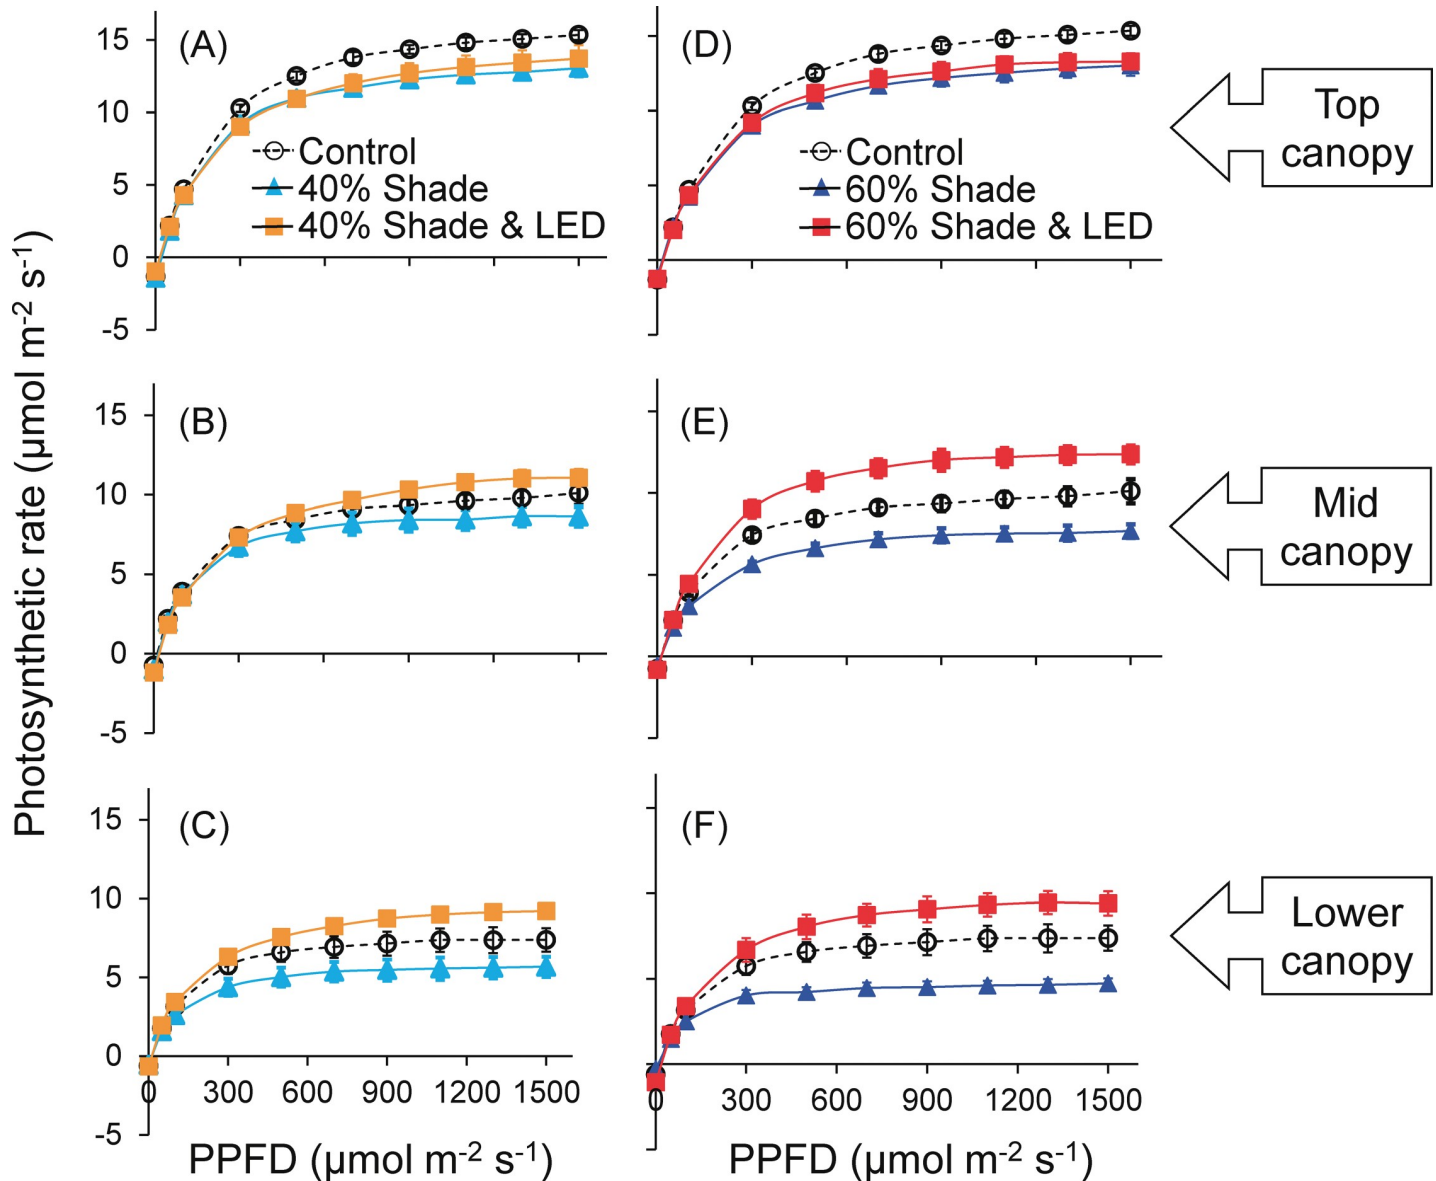 Photosynthetic rate (µmol m-2 s-1)
(A)
15
10
5
0
-5
Control
40% Shade
40% Shade & LED
(D)
Control
60% Shade
60% Shade & LED
Top
canopy
(B)
15
10
5
0
-5
(E)
Mid
canopy
(C)
15
10
5
0
-5
0 300 600 900 1200 1500
PPFD (µmol m-2 s-1)
(F)
0 300 600 900 1200 1500
PPFD (µmol m-2 s-1)
Lower
canopy